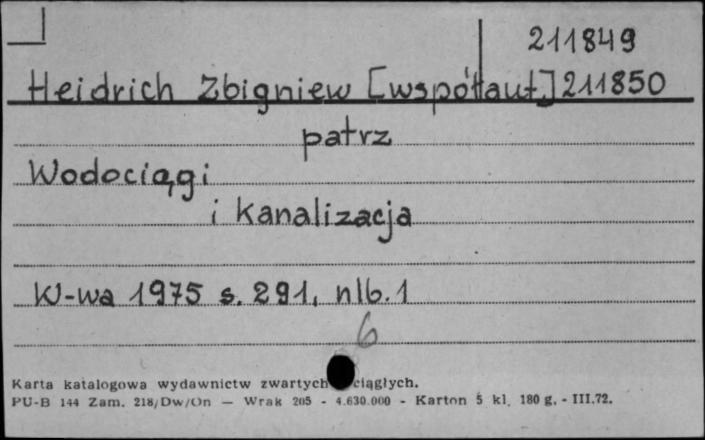 211849
Heidrich Zbigniew [współaut.] 211850
patrz
Wodociągi
i kanalizacja
W-wa 1975 s. 291, nlb. 1
6
Karta katalogowa wydawnictw zwartych ciągłych.
PU-B 144 Zam. 218/Dw/On — Wrak 205 - 4.630.000 - Karton 5 kl. 180 g. - III.72.